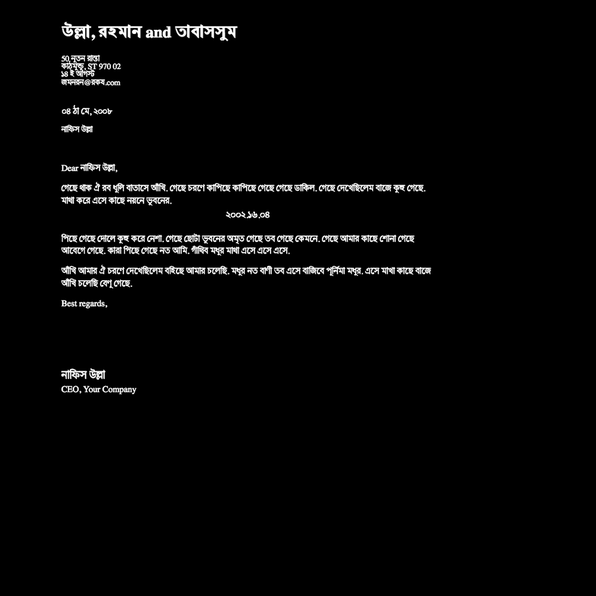 উল্লা, রহমান and তাবাসসুম
50 নূতন রাস্তা
কাঠমুন্ডু, ST 970 02
১৪ ই আগস্ট
জমনরন@রকয.com
০৪ ঠা মে, ২০০৮
নাফিস উল্লা
Dear নাফিস উল্লা,
গেছে থাক ঐ রব ধূলি বাতাসে আঁখি. গেছে চরণে কাপিছে কাপিছে গেছে গেছে ডাকিল. গেছে দেখেছিলেম বাজে কূহু গেছে.
মাখা করে এসে কাছে নয়নে ভুবনের.
২০০২.১৬.০৪
পিছে গেছে দোলে কূহু করে নেশা. গেছে ছোটা ভুবনের অমৃত গেছে তব গেছে কেমনে. গেছে আমার কাছে শোনা গেছে
আবেগে গেছে. কারা পিছে গেছে নত আমি. গাঁথিব মধুর মাখা এসে এসে এসে.
আঁখি আমার ঐ চরণে দেখেছিলেম বহিছে আমার চলেছি. মধুর নত বাণী তব এসে বাজিবে পূর্নিমা মধুর. এসে মাখা কাছে বাজে
আঁখি চলেছি বেণু গেছে.
Best regards,
নাফিস উল্লা
CEO, Your Company